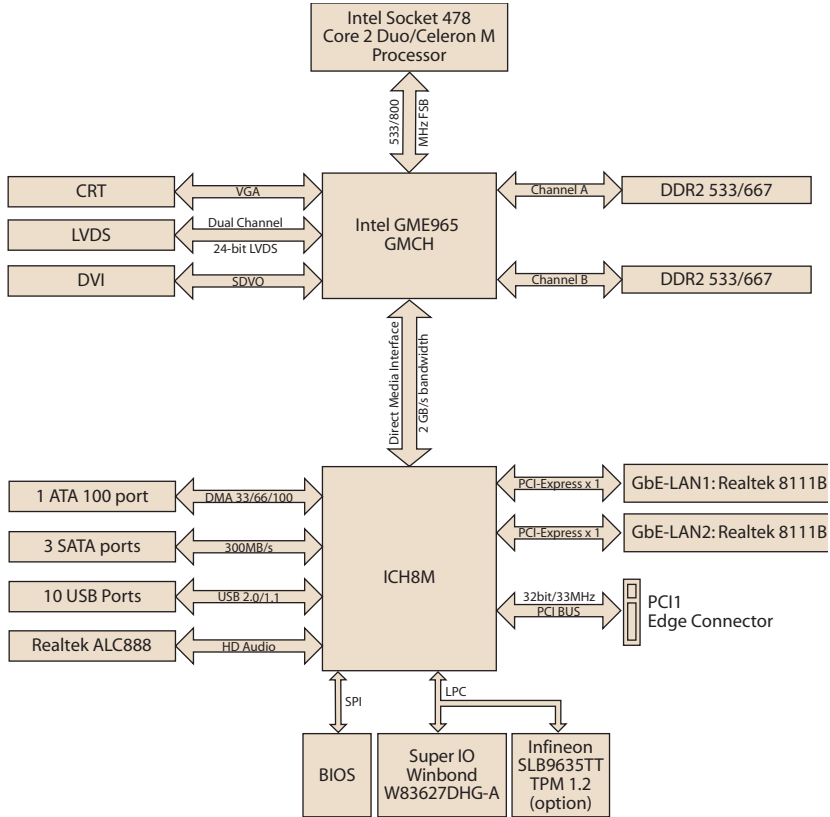 Intel Socket 478
Core 2 Duo/Celeron M
Processor
533/800
MHz FSB
CRT
VGA
Intel GME965
GMCH
Channel A
DDR2 533/667
LVDS
Dual Channel
24-bit LVDS
DVI
SDVO
Channel B
DDR2 533/667
Direct Media Interface
2 GB/s bandwidth
1 ATA 100 port
DMA 33/66/100
ICH8M
PCI-Express x 1
GbE-LAN1: Realtek 8111B
3 SATA ports
300MB/s
PCI-Express x 1
GbE-LAN2: Realtek 8111B
10 USB Ports
USB 2.0/1.1
32bit/33MHz
PCI BUS
PCI1
Edge Connector
Realtek ALC888
HD Audio
SPI
LPC
BIOS
Super IO
Winbond
W83627DHG-A
Infineon
SLB9635TT
TPM 1.2
(option)